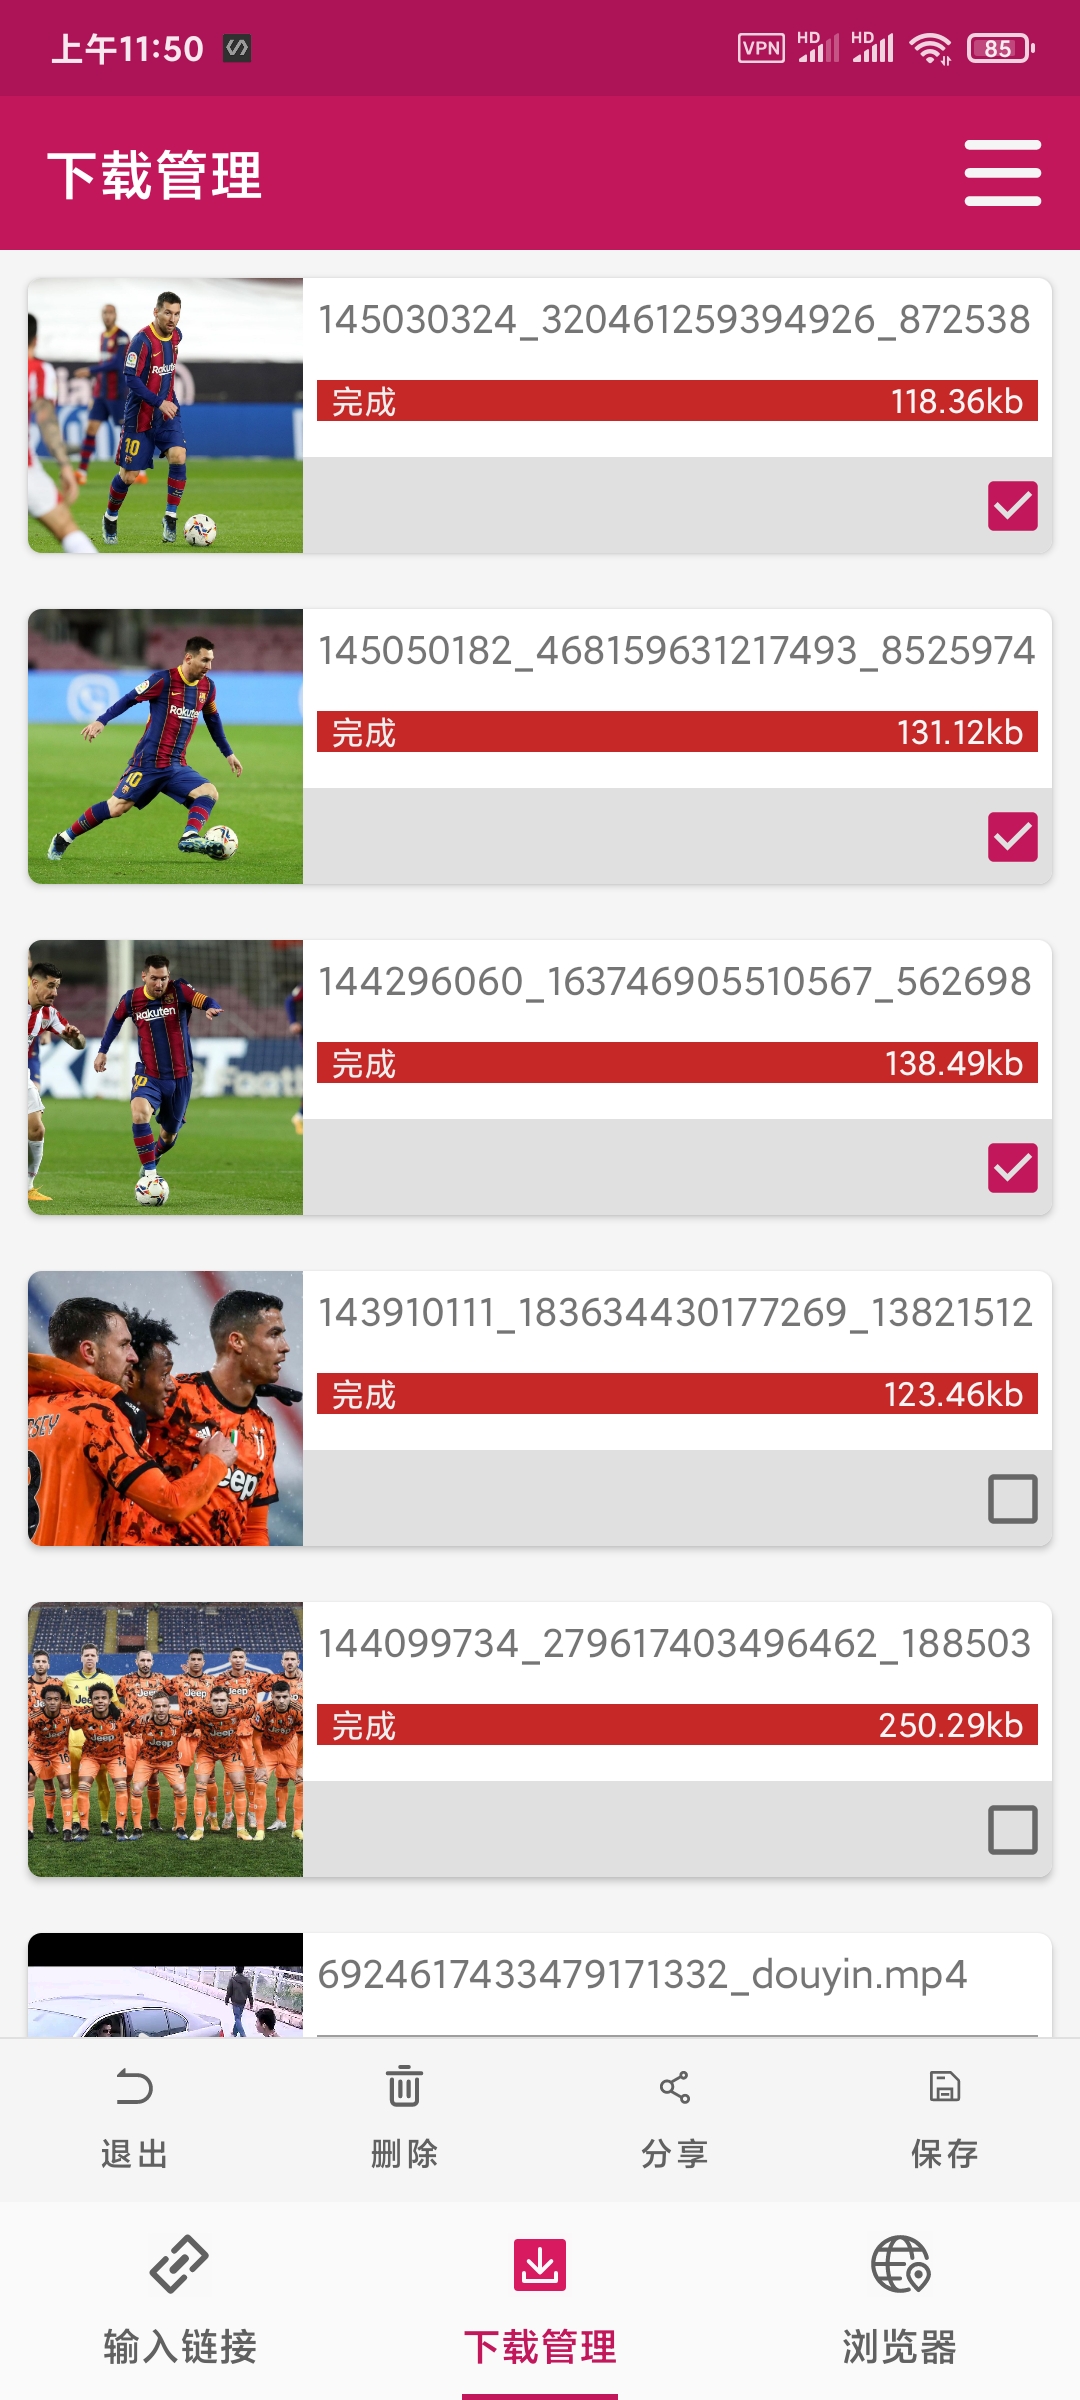 上午11:50
VPN HD HD 85
下载管理
145030324_320461259394926_872538
完成 118.36kb
145050182_468159631217493_8525974
完成 131.12kb
144296060_163746905510567_562698
完成 138.49kb
143910111_183634430177269_13821512
完成 123.46kb
144099734_279617403496462_188503
完成 250.29kb
6924617433479171332_douyin.mp4
退出 删除 分享 保存
输入链接 下载管理 浏览器